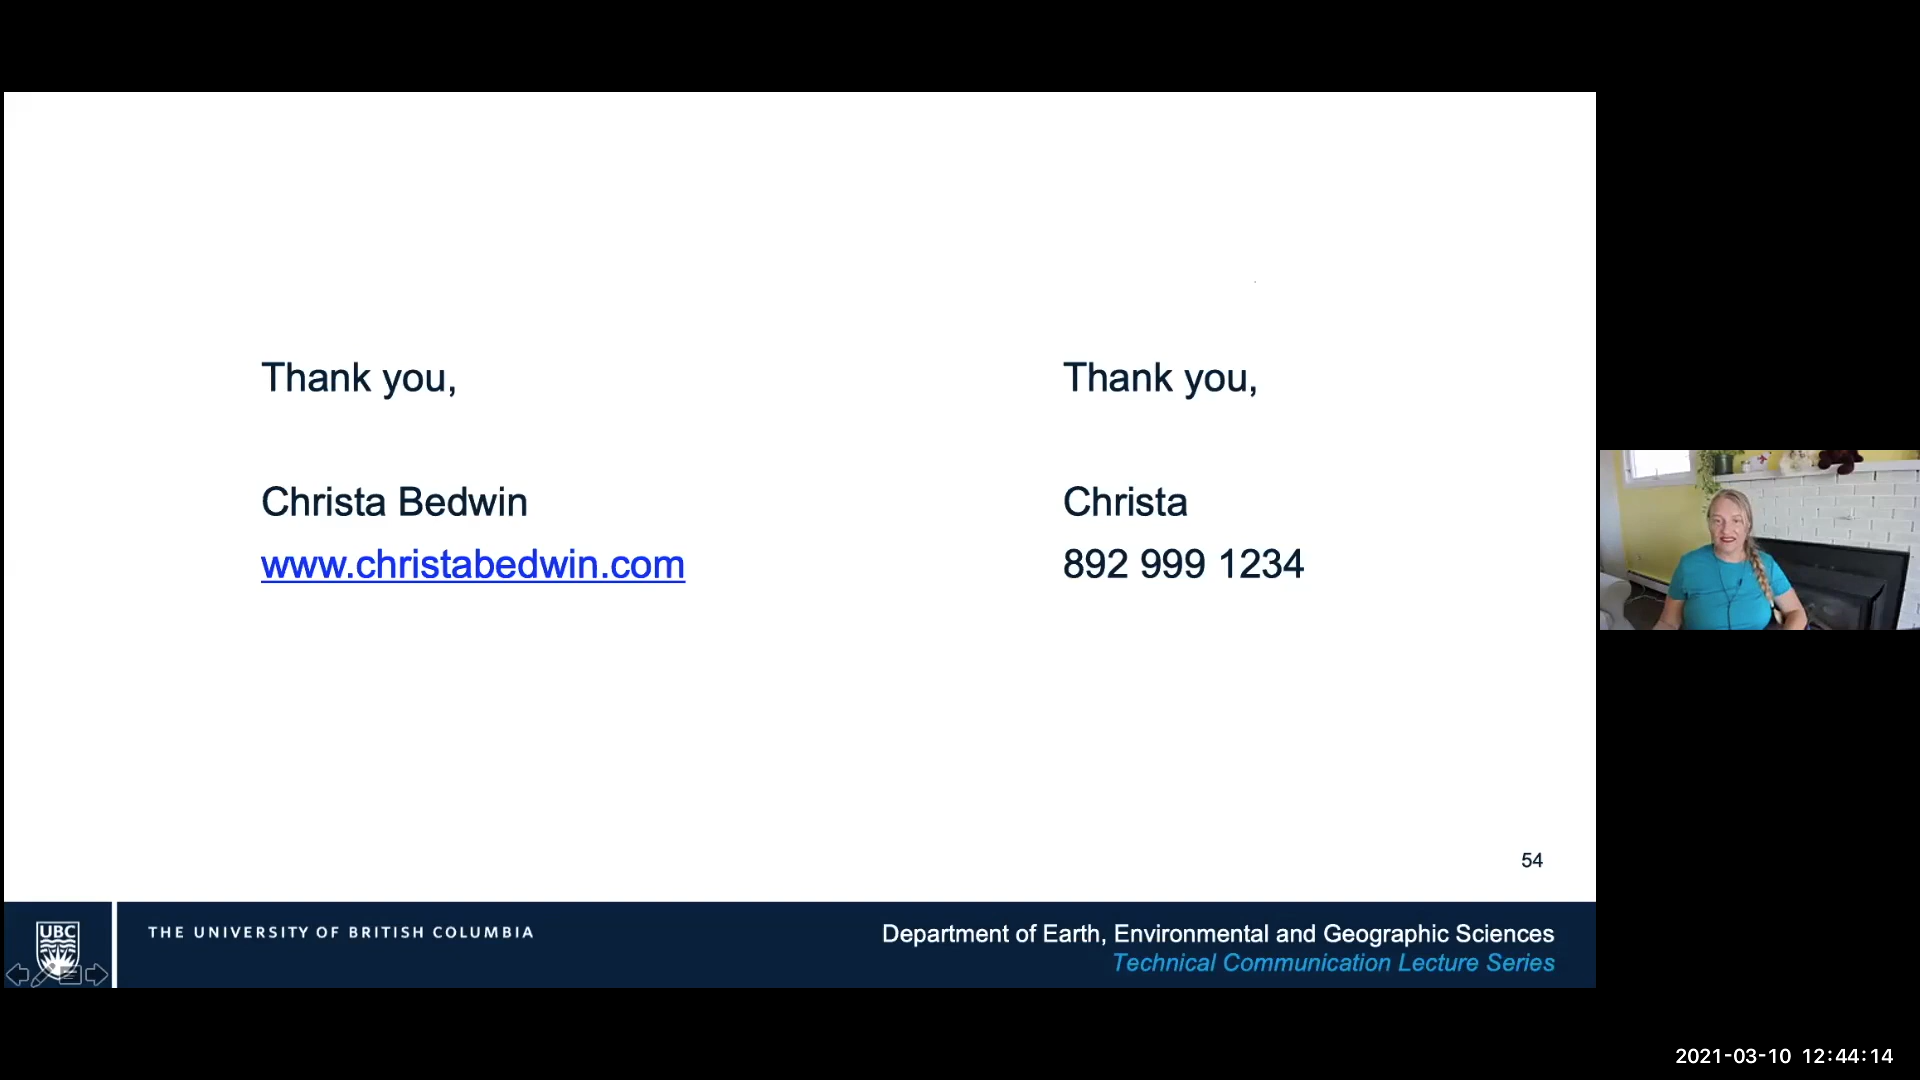 Thank you,
Christa Bedwin
www.christabedwin.com
Thank you,
Christa
892 999 1234
54
UBC
THE UNIVERSITY OF BRITISH COLUMBIA
Department of Earth, Environmental and Geographic Sciences
Technical Communication Lecture Series
2021-03-10 12:44:14